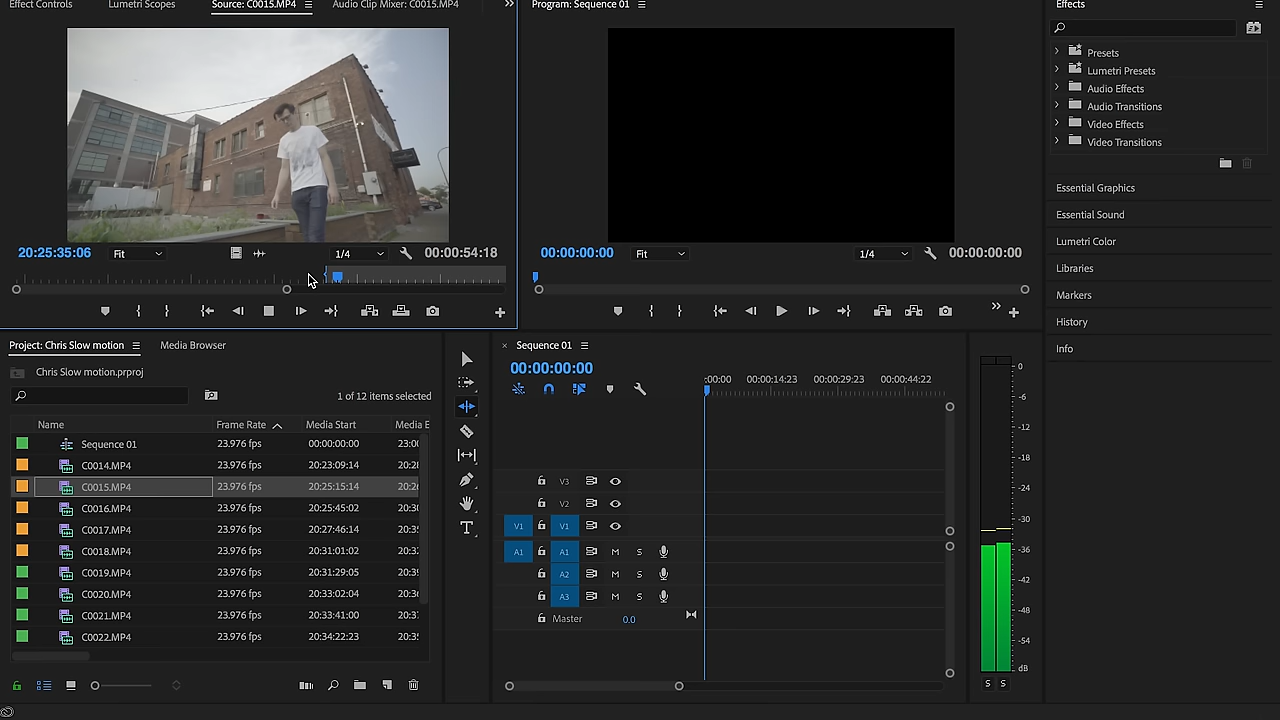 Effect Controls
Lumetri Scopes
Source: C0015.MP4
Audio Clip Mixer: C0015.MP4
Program: Sequence 01
Effects
Presets
Lumetri Presets
Audio Effects
Audio Transitions
Video Effects
Video Transitions
Essential Graphics
Essential Sound
Lumetri Color
Libraries
Markers
History
Info
20:25:35:06
Fit
1/4
00:00:54:18
00:00:00:00
Fit
1/4
00:00:00:00
Project: Chris Slow motion
Media Browser
Chris Slow motion.prproj
1 of 12 items selected
Name Frame Rate Media Start Media E
Sequence 01 23.976 fps 00:00:00:00 23:00
C0014.MP4 23.976 fps 20:23:09:14
C0015.MP4 23.976 fps 20:25:15:14
C0016.MP4 23.976 fps 20:25:45:02
C0017.MP4 23.976 fps 20:27:46:14
C0018.MP4 23.976 fps 20:31:01:02
C0019.MP4 23.976 fps 20:31:29:05
C0020.MP4 23.976 fps 20:33:02:04
C0021.MP4 23.976 fps 20:33:41:00
C0022.MP4 23.976 fps 20:34:22:23
T
Sequence 01
00:00:00:00
:00:00 00:00:14:23 00:00:29:23 00:00:44:22
V3
V2
V1 V1
A1 A1 M S
A2 M S
A3 M S
Master 0.0
0
-6
-12
-18
-24
-30
-36
-42
-48
-54
dB
S S